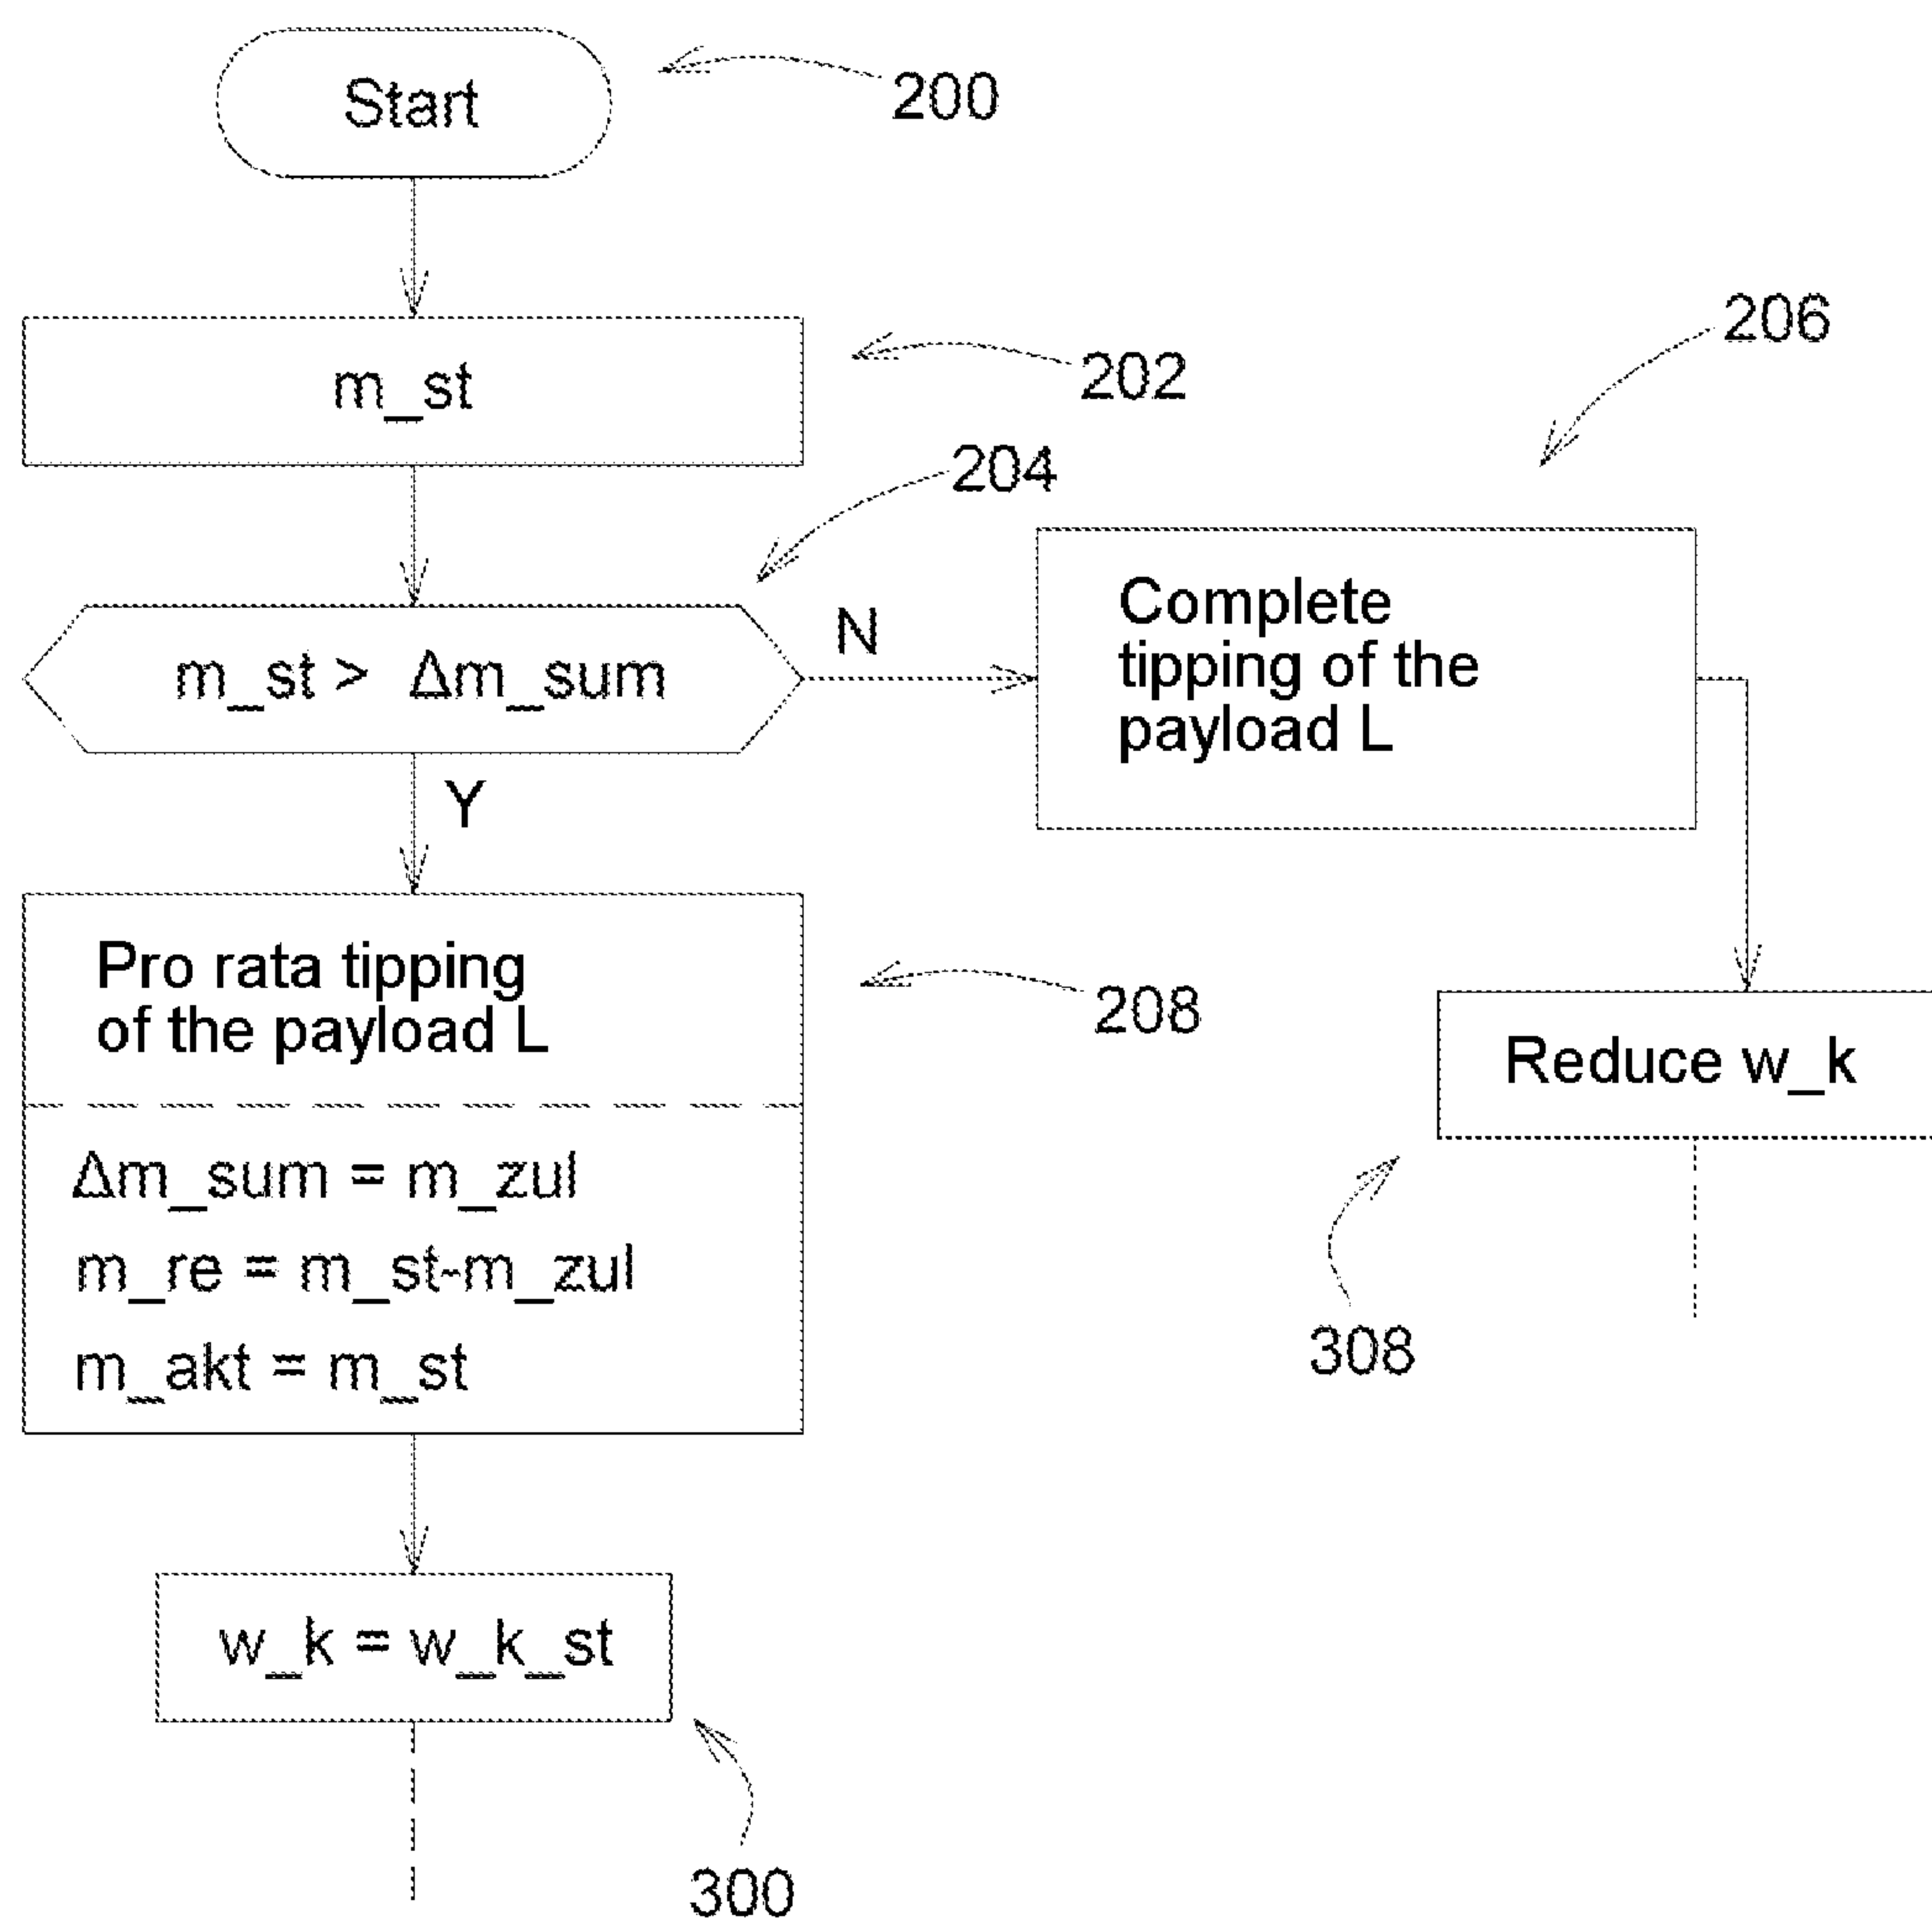 Start
200
m_st
202
206
204
m_st > Δm_sum
N
Complete
tipping of the
payload L
Y
Pro rata tipping
of the payload L
208
Reduce w_k
Δm_sum = m_zul
m_re = m_st-m_zul
m_akt = m_st
308
w_k = w_k_st
300